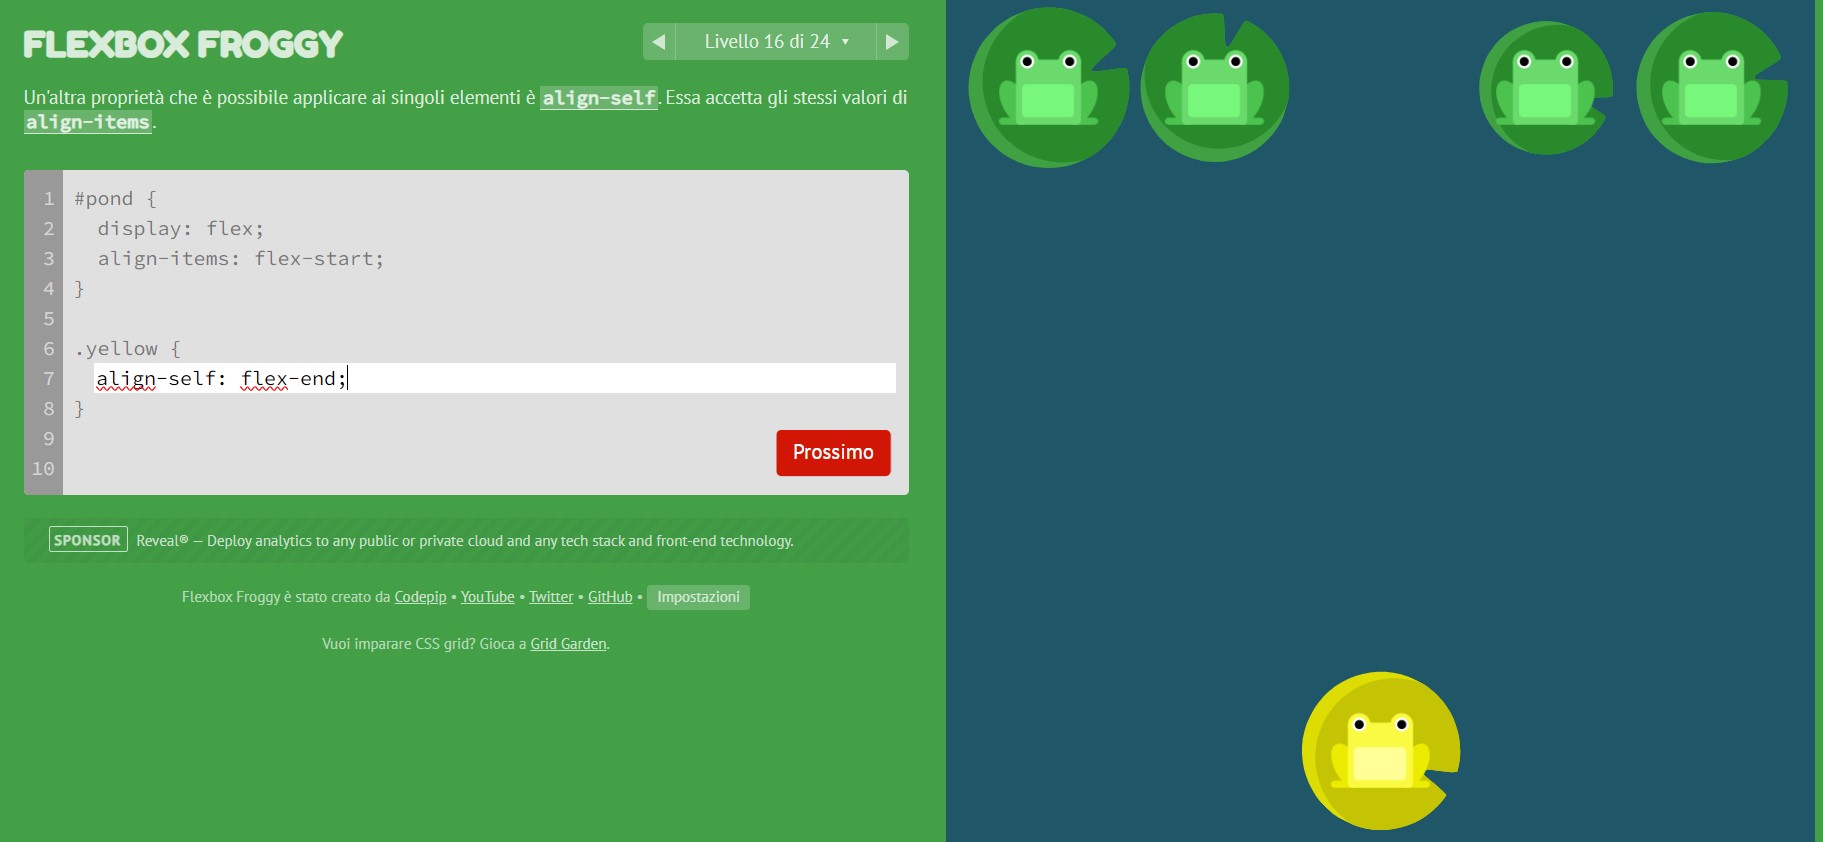 FLEXBOX FROGGY
Livello 16 di 24
Un'altra proprietà che è possibile applicare ai singoli elementi è align-self. Essa accetta gli stessi valori di
align-items.
1 #pond {
2 display: flex;
3 align-items: flex-start;
4 }
5
6 .yellow {
7 align-self: flex-end;
8 }
9
10
Prossimo
SPONSOR Reveal® — Deploy analytics to any public or private cloud and any tech stack and front-end technology.
Flexbox Froggy è stato creato da Codepip • YouTube • Twitter • GitHub • Impostazioni
Vuoi imparare CSS grid? Gioca a Grid Garden.